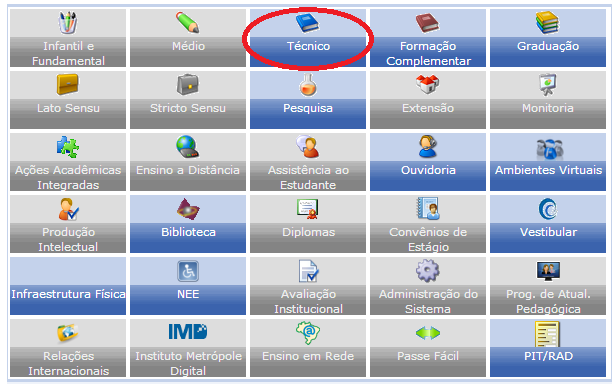 Infantil e
Fundamental
Médio
Técnico
Formação
Complementar
Graduação
Lato Sensu
Stricto Sensu
Pesquisa
Extensão
Monitoria
Ações Acadêmicas
Integradas
Ensino a Distância
Assistência ao
Estudante
Ouvidoria
Ambientes Virtuais
Produção
Intelectual
Biblioteca
Diplomas
Convênios de
Estágio
Vestibular
Infraestrutura Física
NEE
Avaliação
Institucional
Administração do
Sistema
Prog. de Atual.
Pedagógica
Relações
Internacionais
IMD
Instituto Metrópole
Digital
Ensino em Rede
Passe Fácil
PIT/RAD